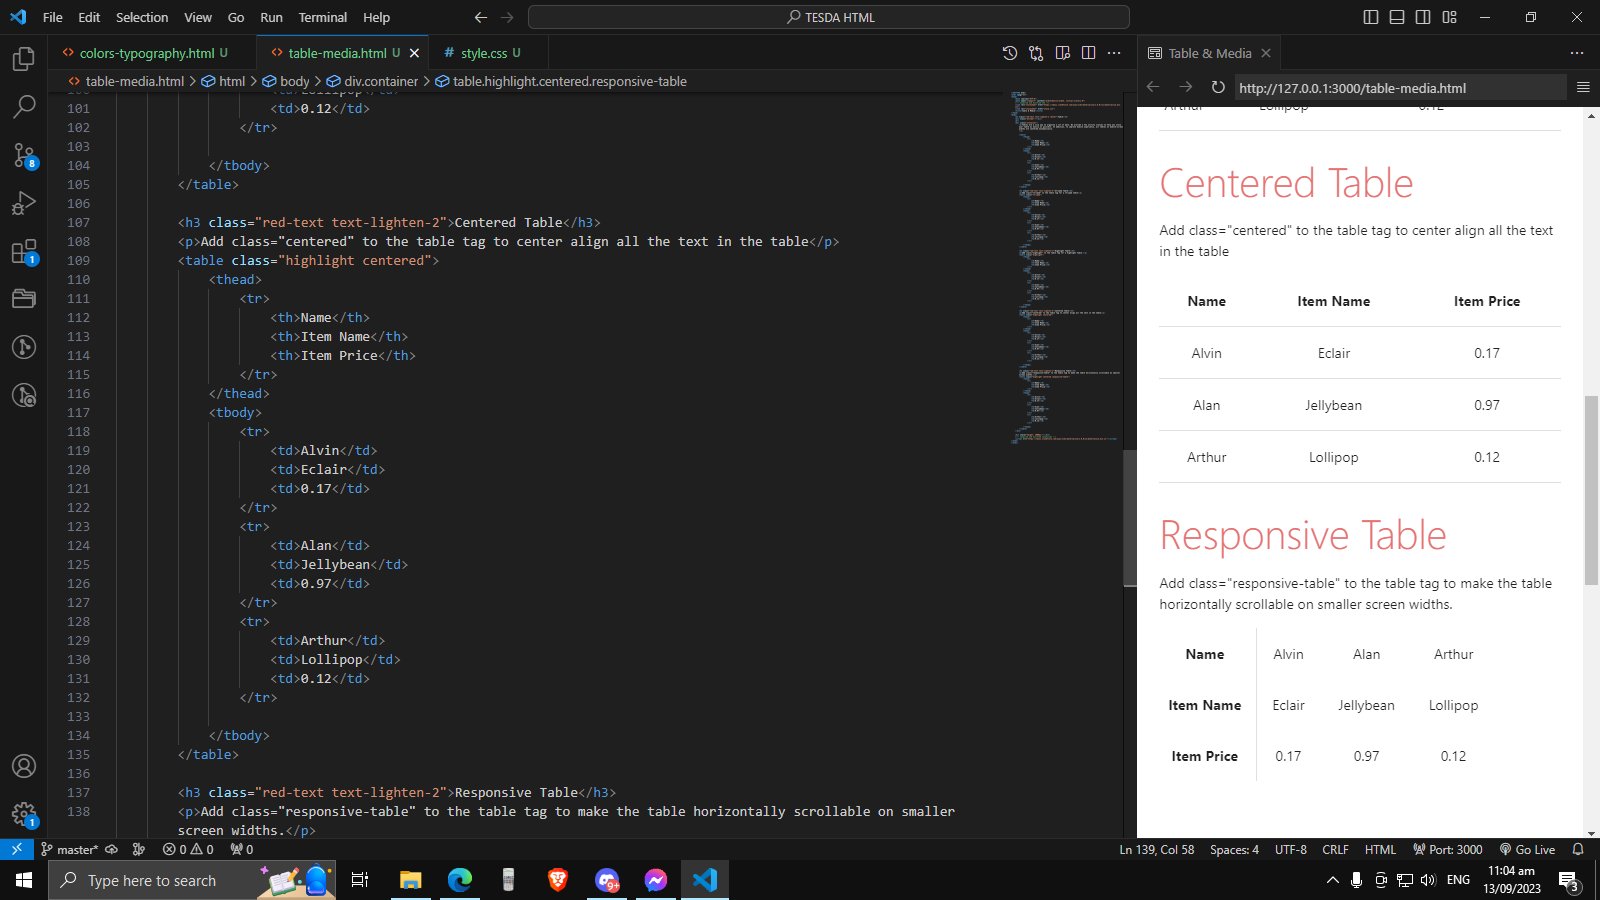 File Edit Selection View Go Run Terminal Help
TESDA HTML
colors-typography.html U
table-media.html U
# style.css U
Table & Media
table-media.html > html > body > div.container > table.highlight.centered.responsive-table
http://127.0.0.1:3000/table-media.html
101 <td>0.12</td>
102 </tr>
103
104 </tbody>
105 </table>
106
107 <h3 class="red-text text-lighten-2">Centered Table</h3>
108 <p>Add class="centered" to the table tag to center align all the text in the table</p>
109 <table class="highlight centered">
110 <thead>
111 <tr>
112 <th>Name</th>
113 <th>Item Name</th>
114 <th>Item Price</th>
115 </tr>
116 </thead>
117 <tbody>
118 <tr>
119 <td>Alvin</td>
120 <td>Eclair</td>
121 <td>0.17</td>
122 </tr>
123 <tr>
124 <td>Alan</td>
125 <td>Jellybean</td>
126 <td>0.97</td>
127 </tr>
128 <tr>
129 <td>Arthur</td>
130 <td>Lollipop</td>
131 <td>0.12</td>
132 </tr>
133
134 </tbody>
135 </table>
136
137 <h3 class="red-text text-lighten-2">Responsive Table</h3>
138 <p>Add class="responsive-table" to the table tag to make the table horizontally scrollable on smaller
screen widths.</p>
Arthur Lollipop 0.12
Centered Table
Add class="centered" to the table tag to center align all the text
in the table
Name Item Name Item Price
Alvin Eclair 0.17
Alan Jellybean 0.97
Arthur Lollipop 0.12
Responsive Table
Add class="responsive-table" to the table tag to make the table
horizontally scrollable on smaller screen widths.
Name Alvin Alan Arthur
Item Name Eclair Jellybean Lollipop
Item Price 0.17 0.97 0.12
8
1
1
master* 0 0 0
Ln 139, Col 58 Spaces: 4 UTF-8 CRLF HTML Port: 3000 Go Live
Type here to search
9+
ENG
11:04 am
13/09/2023
3